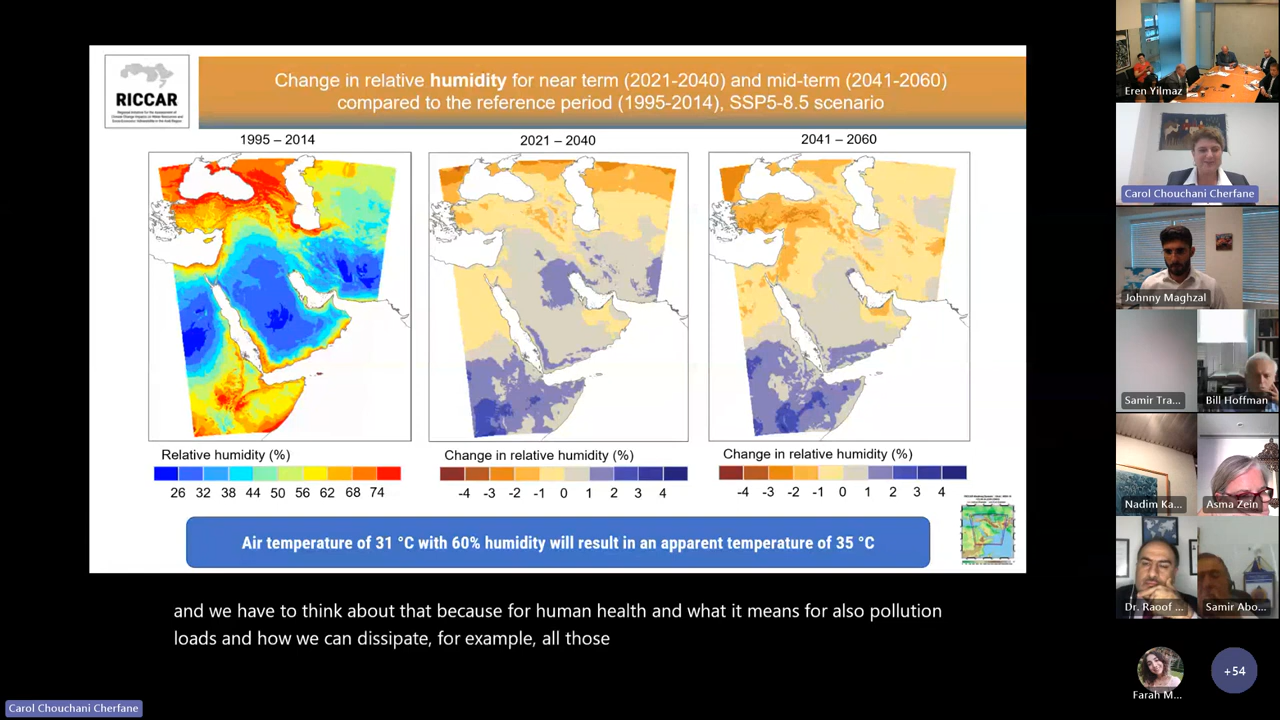 RICCAR
Change in relative humidity for near term (2021-2040) and mid-term (2041-2060)
compared to the reference period (1995-2014), SSP5-8.5 scenario
1995 – 2014
2021 – 2040
2041 – 2060
Relative humidity (%)
26 32 38 44 50 56 62 68 74
Change in relative humidity (%)
-4 -3 -2 -1 0 1 2 3 4
Change in relative humidity (%)
-4 -3 -2 -1 0 1 2 3 4
Air temperature of 31 °C with 60% humidity will result in an apparent temperature of 35 °C
and we have to think about that because for human health and what it means for also pollution
loads and how we can dissipate, for example, all those
Carol Chouchani Cherfane
Eren Yilmaz
Carol Chouchani Cherfane
Johnny Maghzal
Samir Tra...
Bill Hoffman
Nadim Ka...
Asma Zein
Dr. Raoof ...
Samir Abo...
Farah M...
+54